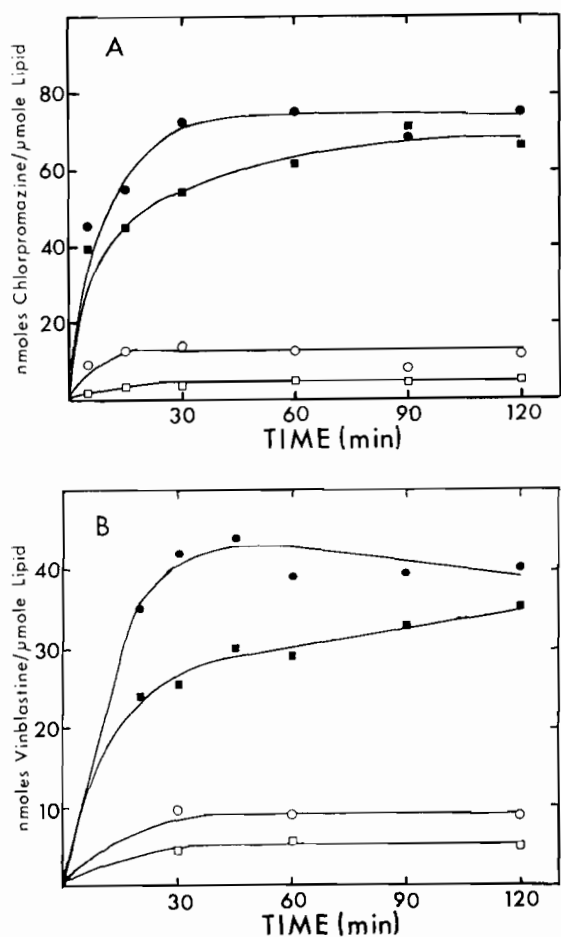 A
nmoles Chlorpromazine/μmole Lipid
80
60
40
20
30
60
90
120
TIME (min)
B
nmoles Vinblastine/μmole Lipid
40
30
20
10
30
60
90
120
TIME (min)